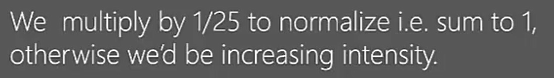 We multiply by 1/25 to normalize i.e. sum to 1,
otherwise we'd be increasing intensity.